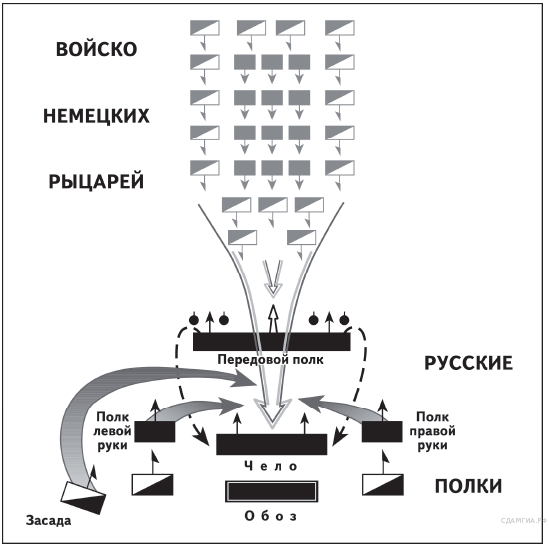 ВОЙСКО
НЕМЕЦКИХ
РЫЦАРЕЙ
Передовой полк
РУССКИЕ
Полк
левой
руки
Полк
правой
руки
Чело
ПОЛКИ
Обоз
Засада
СДАМГИА.РФ